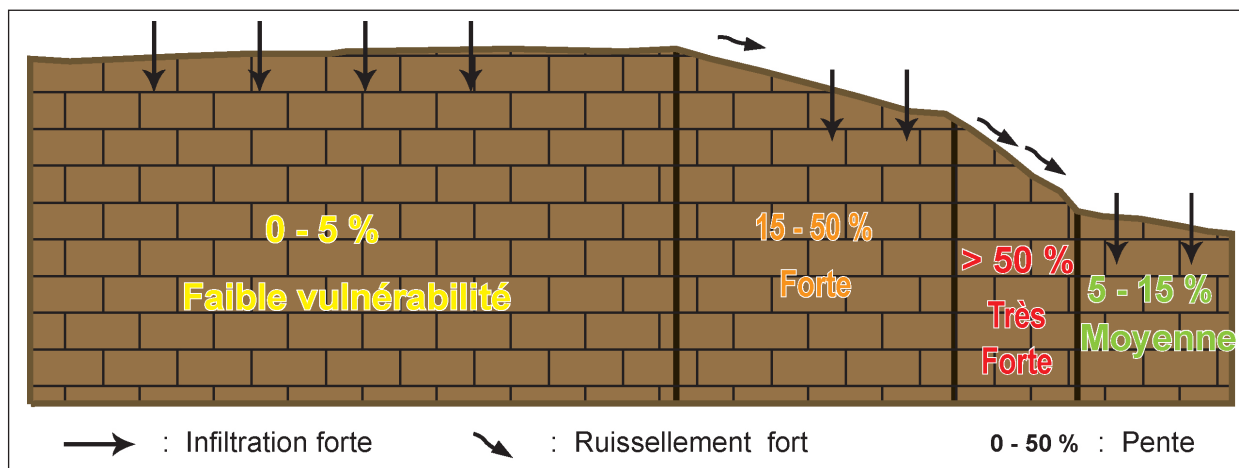 0 - 5 %
Faible vulnérabilité
15 - 50 %
Forte
> 50 %
Très
Forte
5 - 15 %
Moyenne
: Infiltration forte
: Ruissellement fort
0 - 50 % : Pente